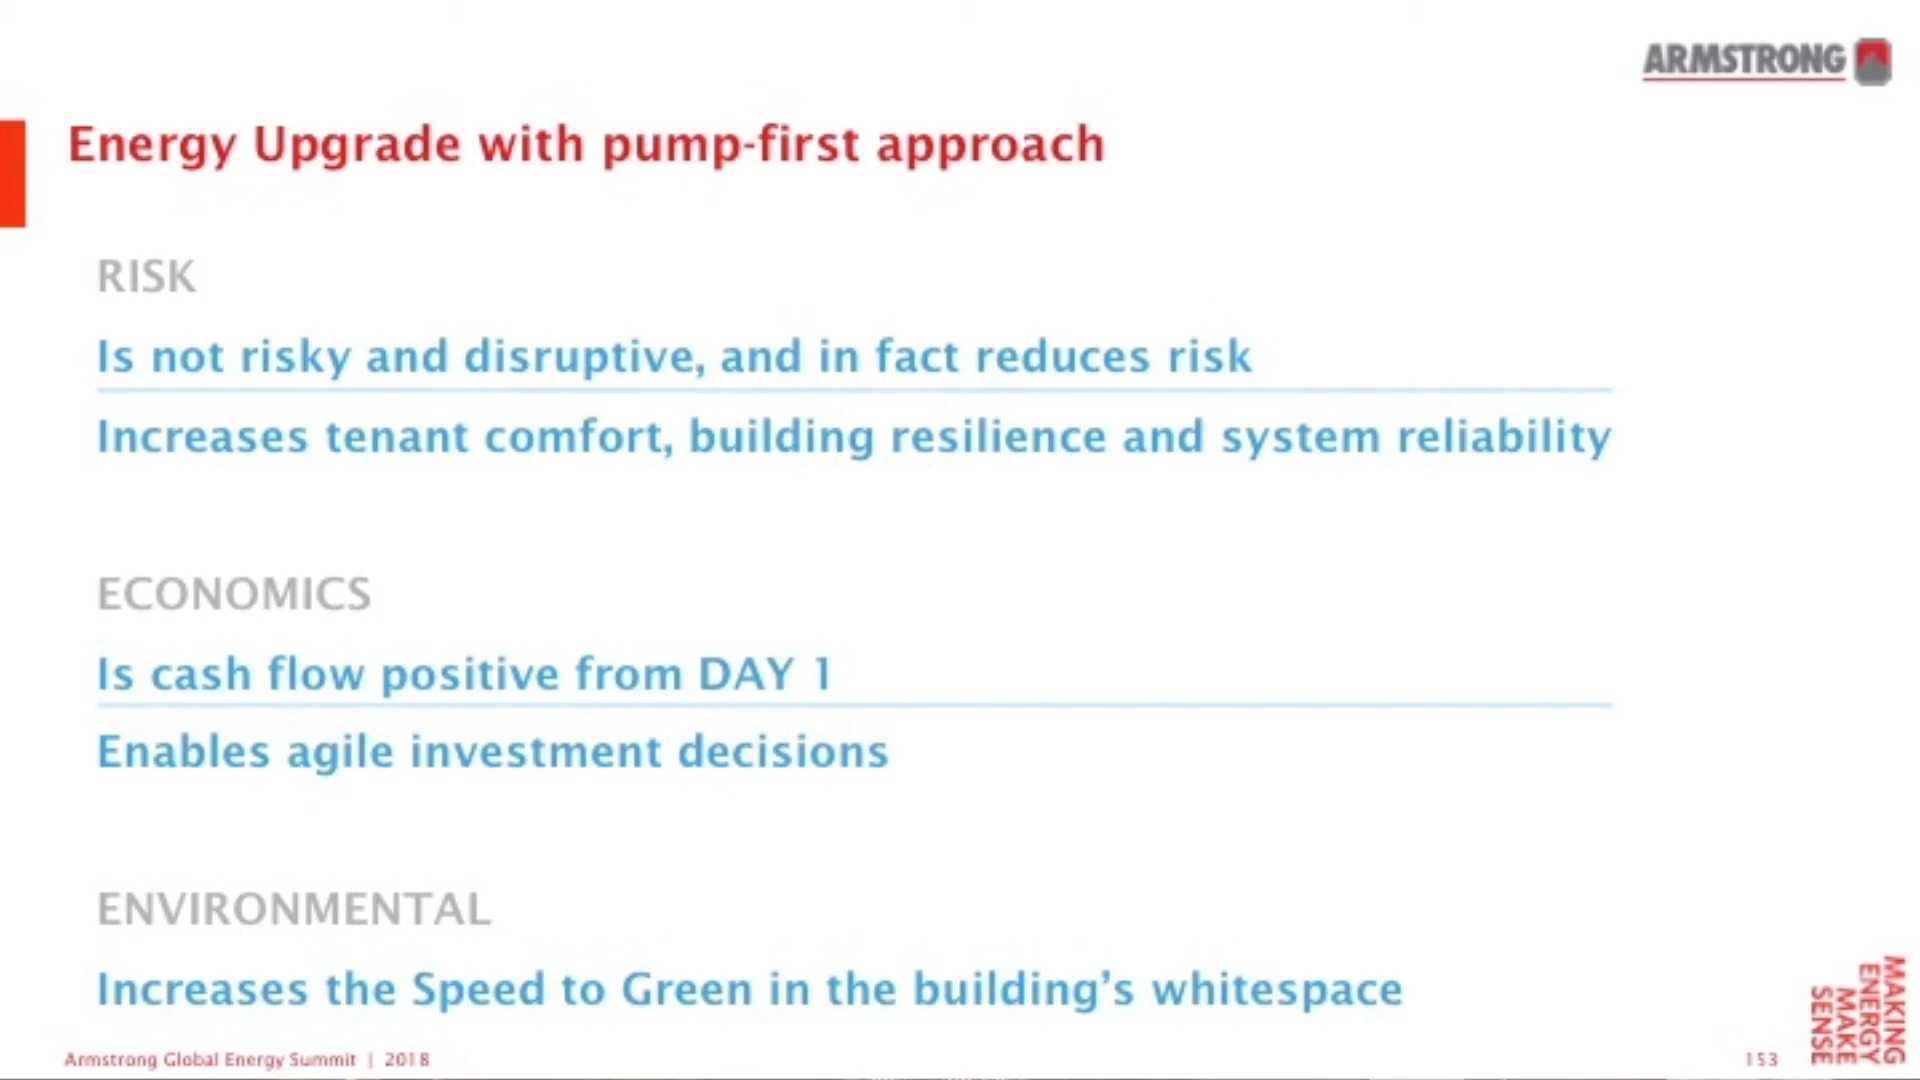 ARMSTRONG
Energy Upgrade with pump-first approach
RISK
Is not risky and disruptive, and in fact reduces risk
Increases tenant comfort, building resilience and system reliability
ECONOMICS
Is cash flow positive from DAY 1
Enables agile investment decisions
ENVIRONMENTAL
Increases the Speed to Green in the building’s whitespace
Armstrong Global Energy Summit | 2018
153
MAKING
ENERGY
MAKE
SENSE